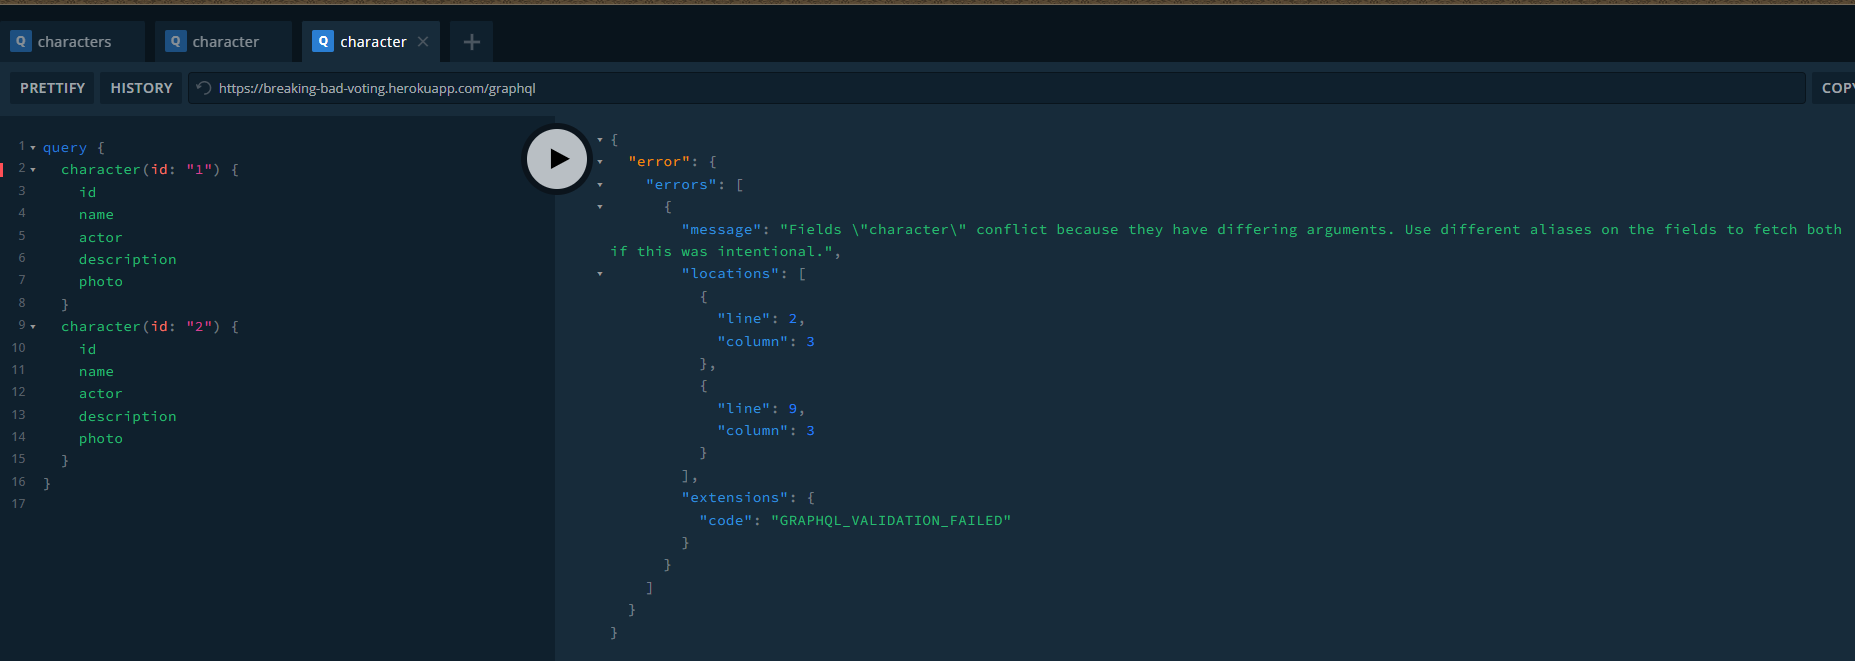 Q characters
Q character
Q character ×
+
PRETTIFY
HISTORY
https://breaking-bad-voting.herokuapp.com/graphql
COPY
1 query {
2 character(id: "1") {
3 id
4 name
5 actor
6 description
7 photo
8 }
9 character(id: "2") {
10 id
11 name
12 actor
13 description
14 photo
15 }
16 }
17
{
"error": {
"errors": [
{
"message": "Fields \"character\" conflict because they have differing arguments. Use different aliases on the fields to fetch both
if this was intentional.",
"locations": [
{
"line": 2,
"column": 3
},
{
"line": 9,
"column": 3
}
],
"extensions": {
"code": "GRAPHQL_VALIDATION_FAILED"
}
}
]
}
}